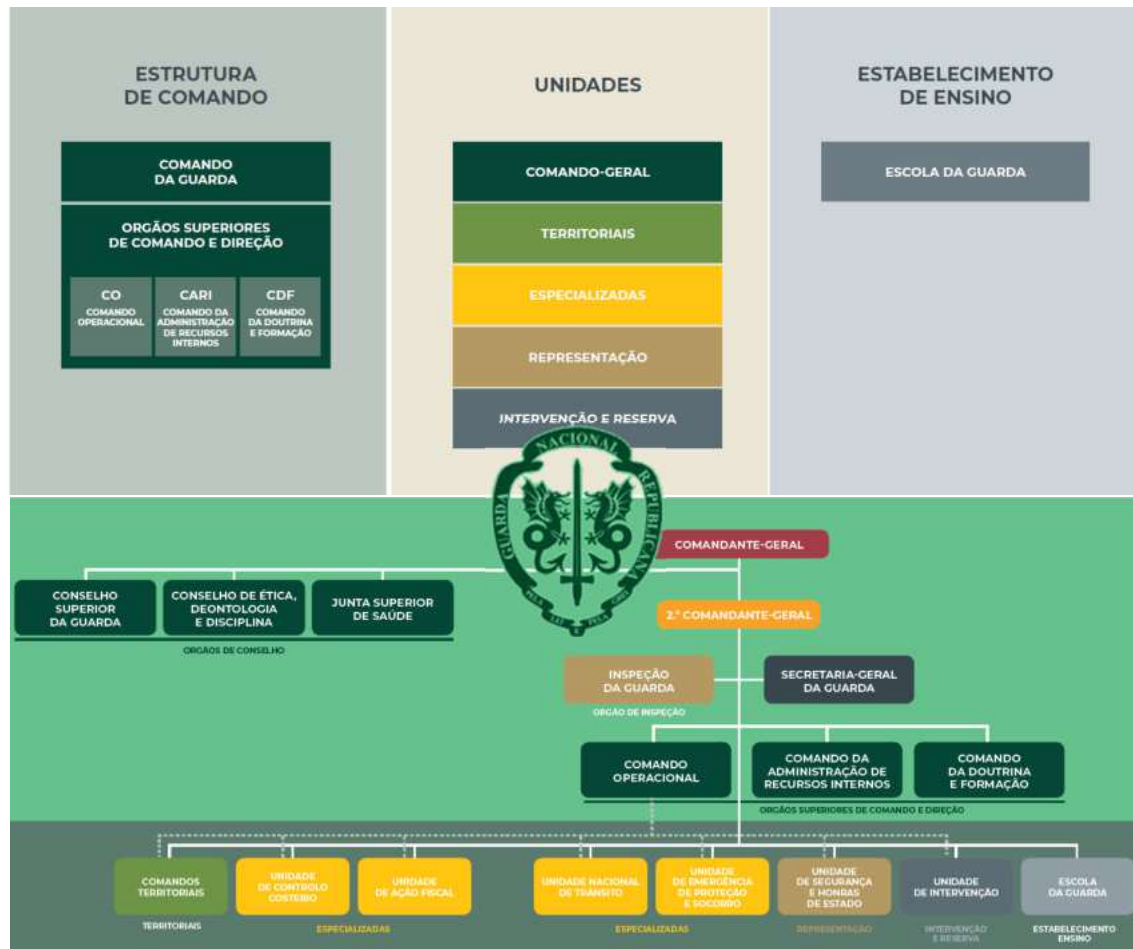 ESTRUTURA
DE COMANDO
COMANDO
DA GUARDA
ORGÃOS SUPERIORES
DE COMANDO E DIREÇÃO
CO
COMANDO
OPERACIONAL
CARI
COMANDO DA
ADMINISTRAÇÃO
DE RECURSOS
INTERNOS
CDF
COMANDO
DA DOUTRINA
E FORMAÇÃO
UNIDADES
COMANDO-GERAL
TERRITORIAIS
ESPECIALIZADAS
REPRESENTAÇÃO
INTERVENÇÃO E RESERVA
ESTABELECIMENTO
DE ENSINO
ESCOLA DA GUARDA
GUARDA NACIONAL REPUBLICANA
PELA LEI E PELA GREI
COMANDANTE-GERAL
CONSELHO
SUPERIOR
DA GUARDA
CONSELHO DE ÉTICA,
DEONTOLOGIA
E DISCIPLINA
JUNTA SUPERIOR
DE SAÚDE
ORGÃOS DE CONSELHO
2.º COMANDANTE-GERAL
INSPEÇÃO
DA GUARDA
ORGÃO DE INSPEÇÃO
SECRETARIA-GERAL
DA GUARDA
COMANDO
OPERACIONAL
COMANDO DA
ADMINISTRAÇÃO DE
RECURSOS INTERNOS
COMANDO
DA DOUTRINA
E FORMAÇÃO
ORGÃOS SUPERIORES DE COMANDO E DIREÇÃO
COMANDOS
TERRITORIAIS
TERRITORIAIS
UNIDADE
DE CONTROLO
COSTEIRO
UNIDADE
DE AÇÃO FISCAL
ESPECIALIZADAS
UNIDADE NACIONAL
DE TRÂNSITO
UNIDADE
DE EMERGÊNCIA
DE PROTEÇÃO
E SOCORRO
ESPECIALIZADAS
UNIDADE
DE SEGURANÇA
E HONRAS
DE ESTADO
REPRESENTAÇÃO
UNIDADE
DE INTERVENÇÃO
INTERVENÇÃO
E RESERVA
ESCOLA
DA GUARDA
ESTABELECIMENTO
ENSINO